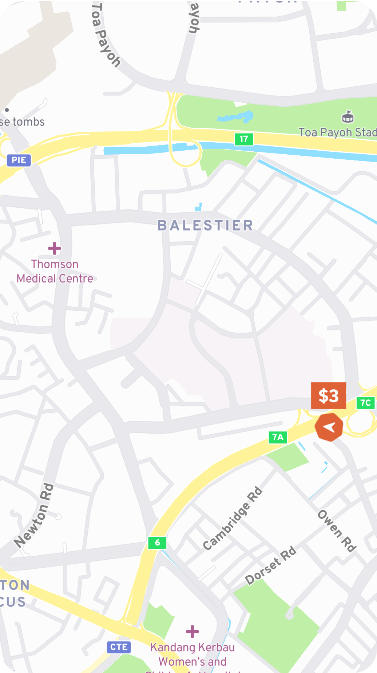 PAYOH
Toa Payoh
ayoh
se tombs
Toa Payoh Stad
17
PIE
BALESTIER
Thomson
Medical Centre
$3
7C
7A
Newton Rd
Cambridge Rd
Owen Rd
Dorset Rd
6
TON
CUS
CTE
Kandang Kerbau
Women's and